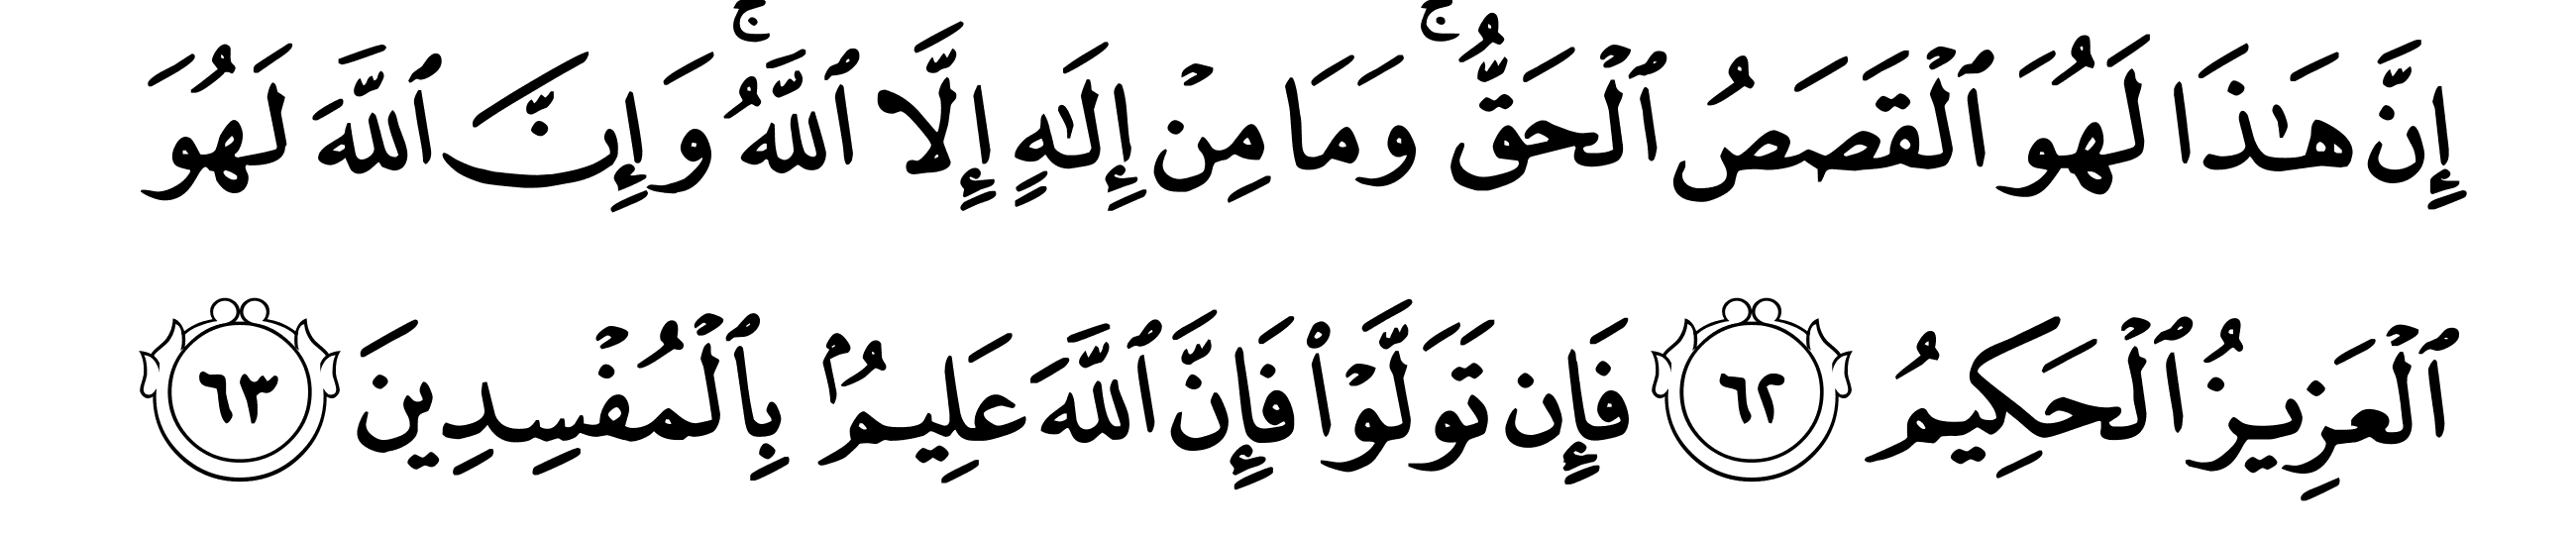 إِنَّ هَٰذَا لَهُوَ ٱلْقَصَصُ ٱلْحَقُّ ۚ وَمَا مِنْ إِلَٰهٍ إِلَّا ٱللَّهُ ۚ وَإِنَّ ٱللَّهَ لَهُوَ
ٱلْعَزِيزُ ٱلْحَكِيمُ ٦٢ فَإِن تَوَلَّوْا۟ فَإِنَّ ٱللَّهَ عَلِيمٌۢ بِٱلْمُفْسِدِينَ ٦٣